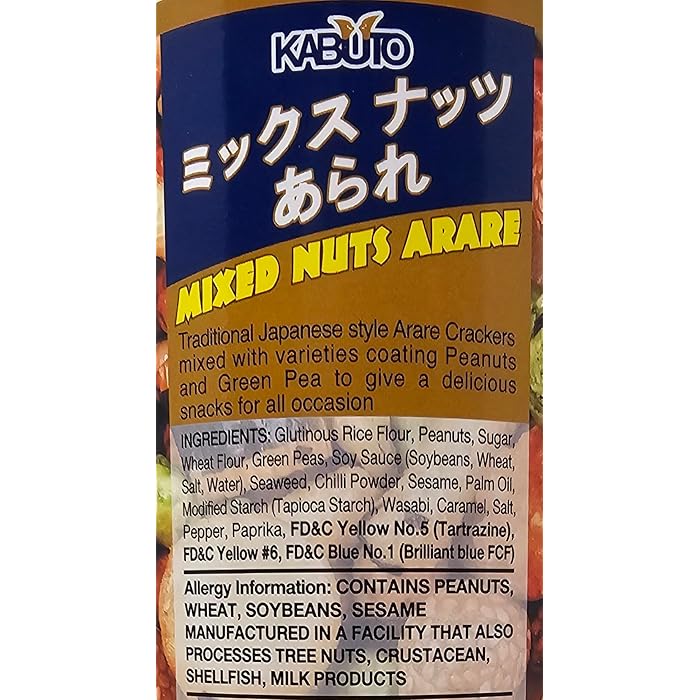 KABUTO
ミックス ナッツ
あられ
MIXED NUTS ARARE
Traditional Japanese style Arare Crackers
mixed with varieties coating Peanuts
and Green Pea to give a delicious
snacks for all occasion
INGREDIENTS: Glutinous Rice Flour, Peanuts, Sugar,
Wheat Flour, Green Peas, Soy Sauce (Soybeans, Wheat,
Salt, Water), Seaweed, Chilli Powder, Sesame, Palm Oil,
Modified Starch (Tapioca Starch), Wasabi, Caramel, Salt,
Pepper, Paprika, FD&C Yellow No.5 (Tartrazine),
FD&C Yellow #6, FD&C Blue No.1 (Brilliant blue FCF)
Allergy Information: CONTAINS PEANUTS,
WHEAT, SOYBEANS, SESAME
MANUFACTURED IN A FACILITY THAT ALSO
PROCESSES TREE NUTS, CRUSTACEAN,
SHELLFISH, MILK PRODUCTS